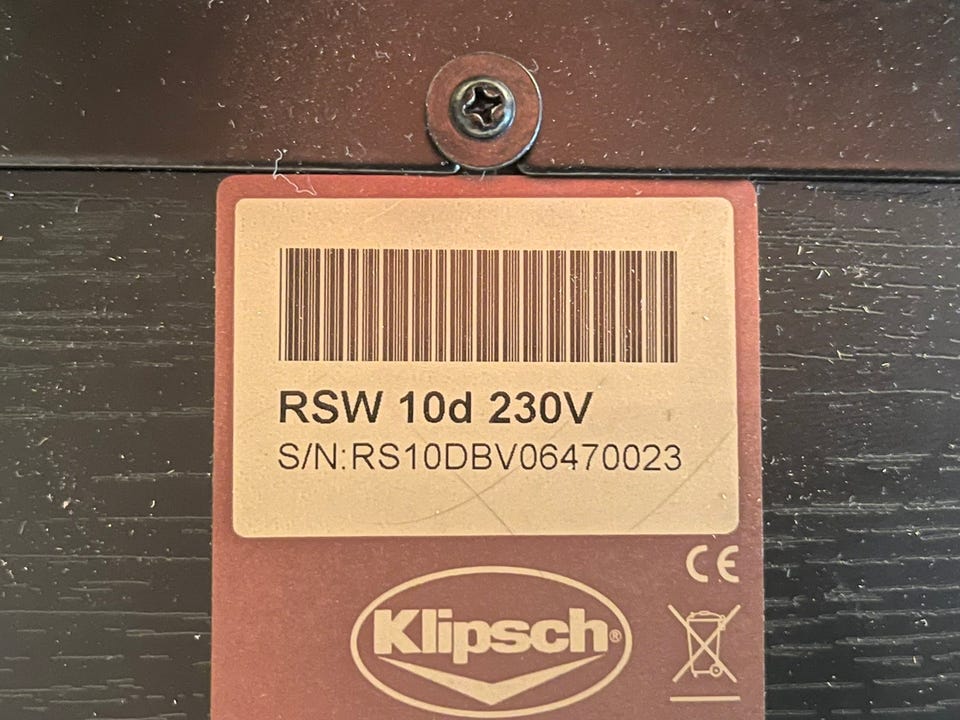 RSW 10d 230V
S/N:RS10DBV06470023
CE
Klipsch®